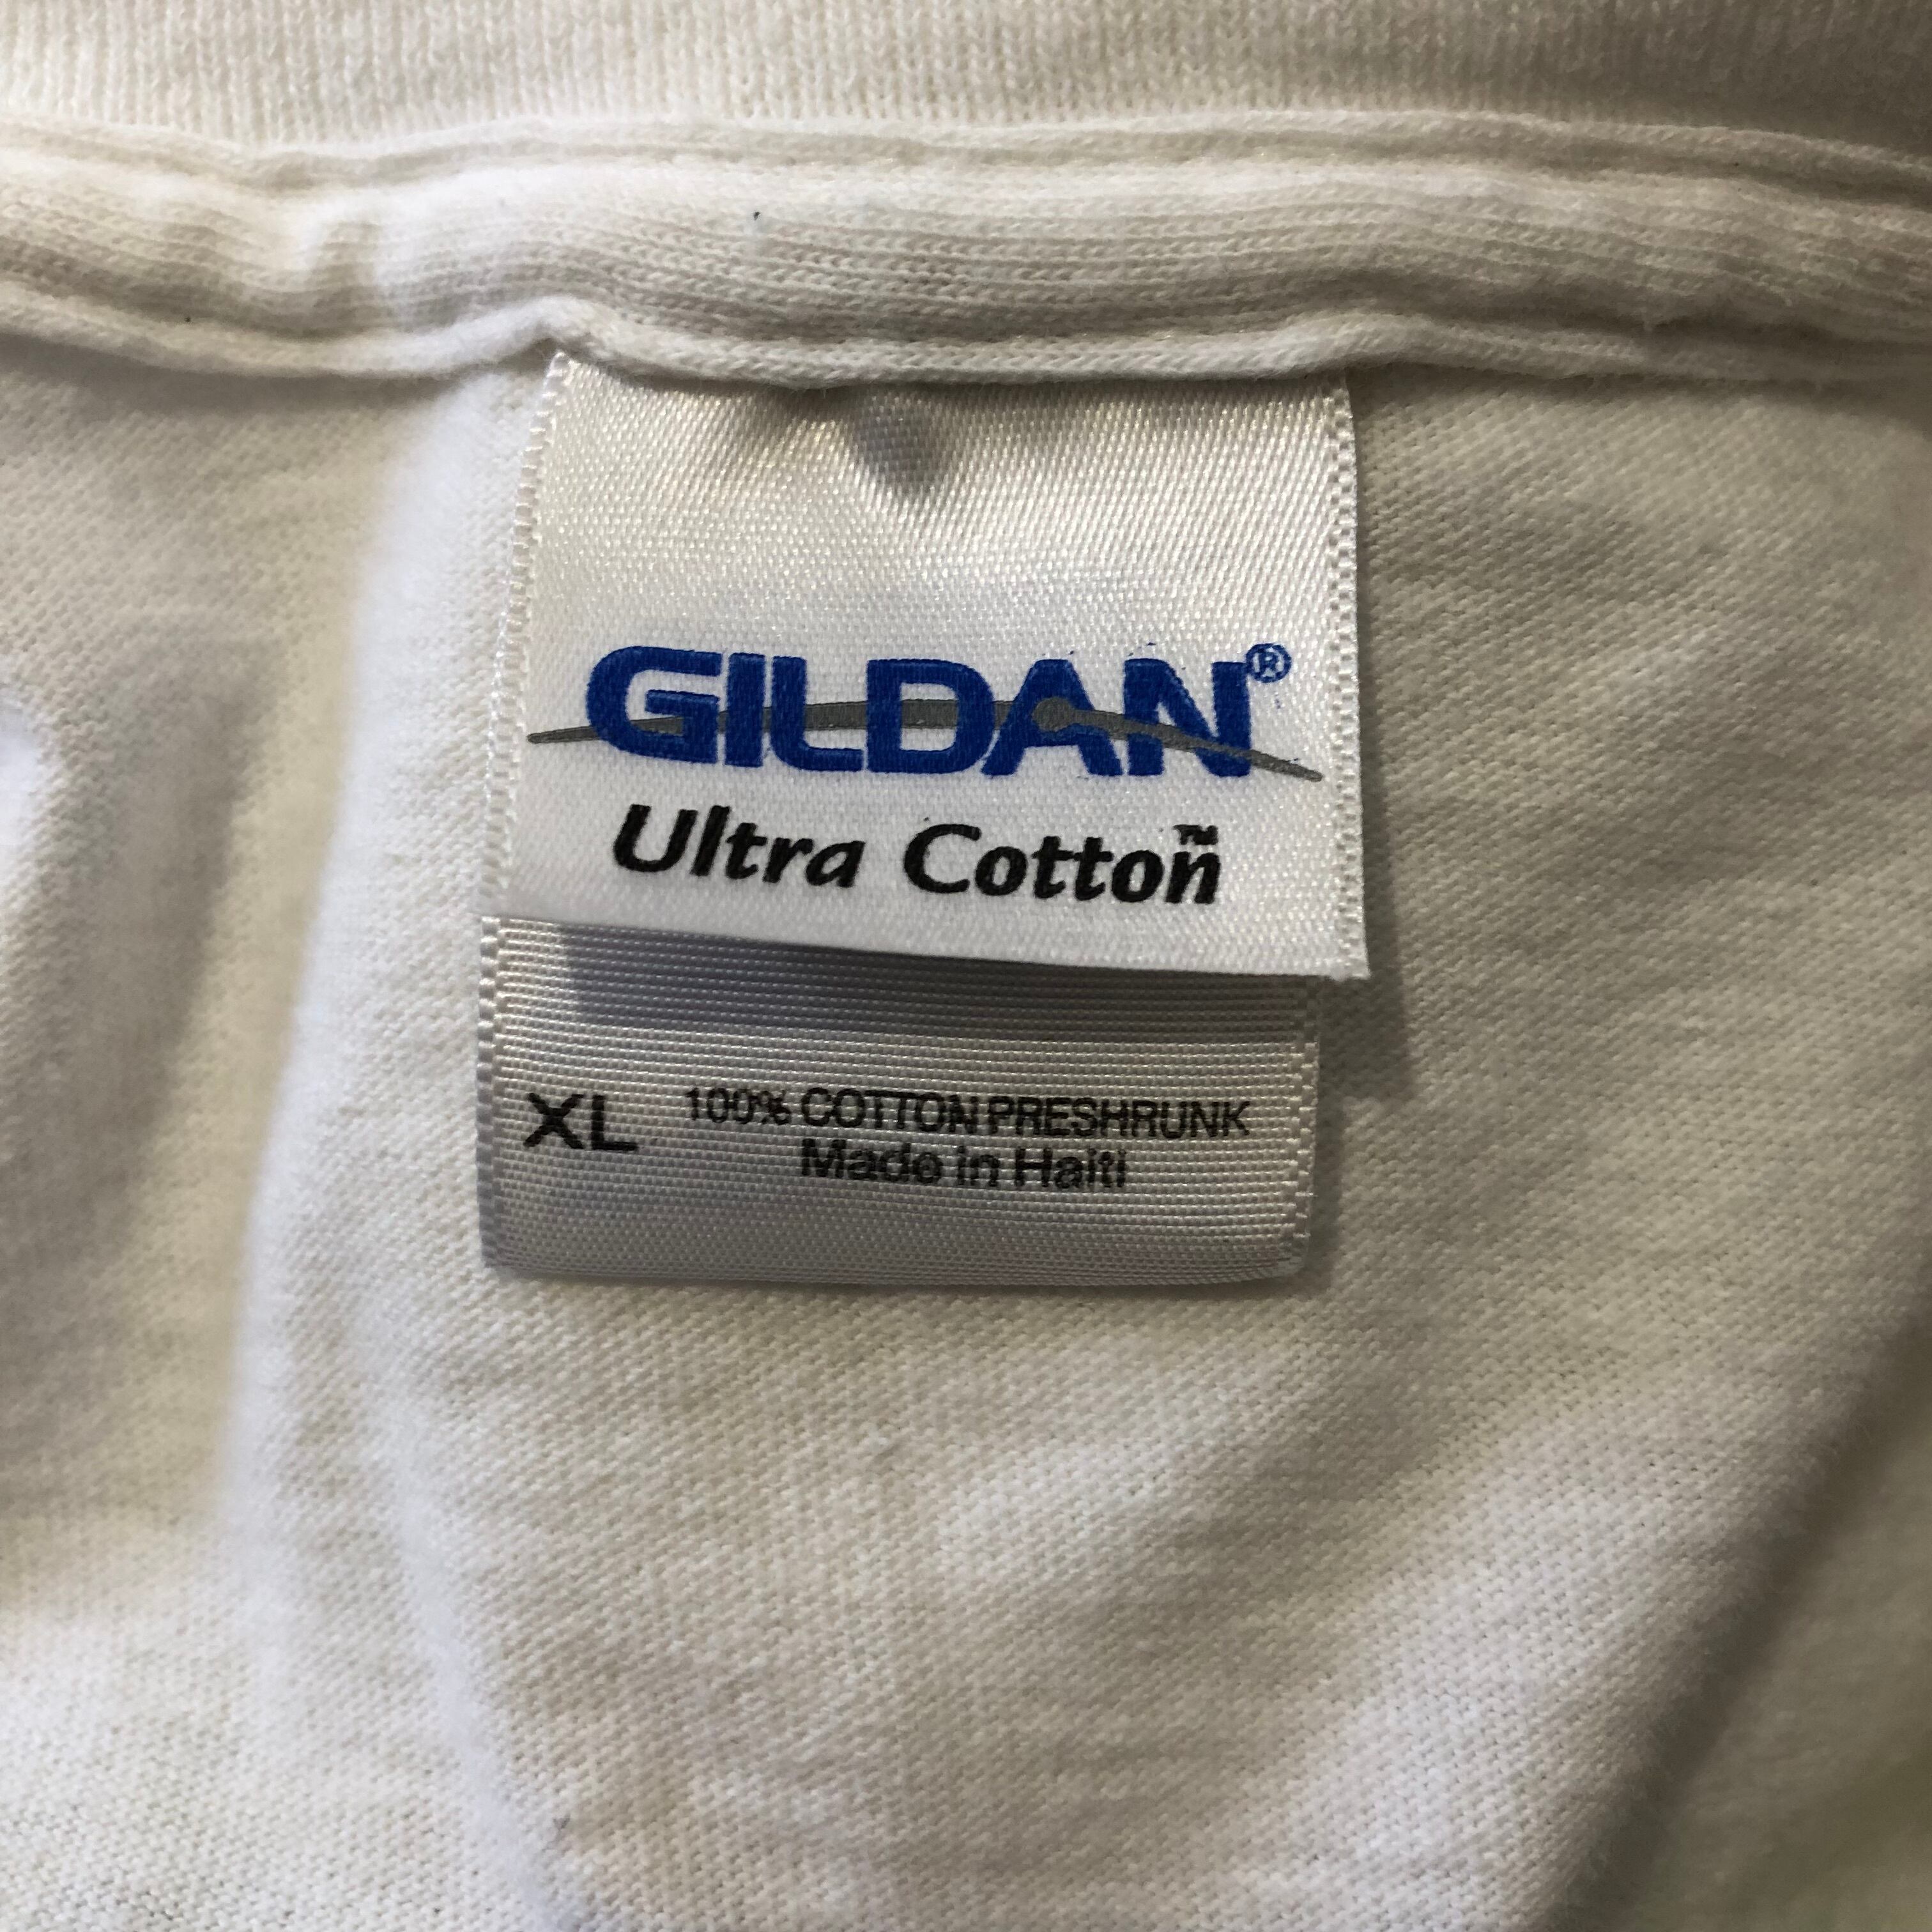 GILDAN®
Ultra Cotton™
XL 100% COTTON PRESHRUNK
Made in Haiti